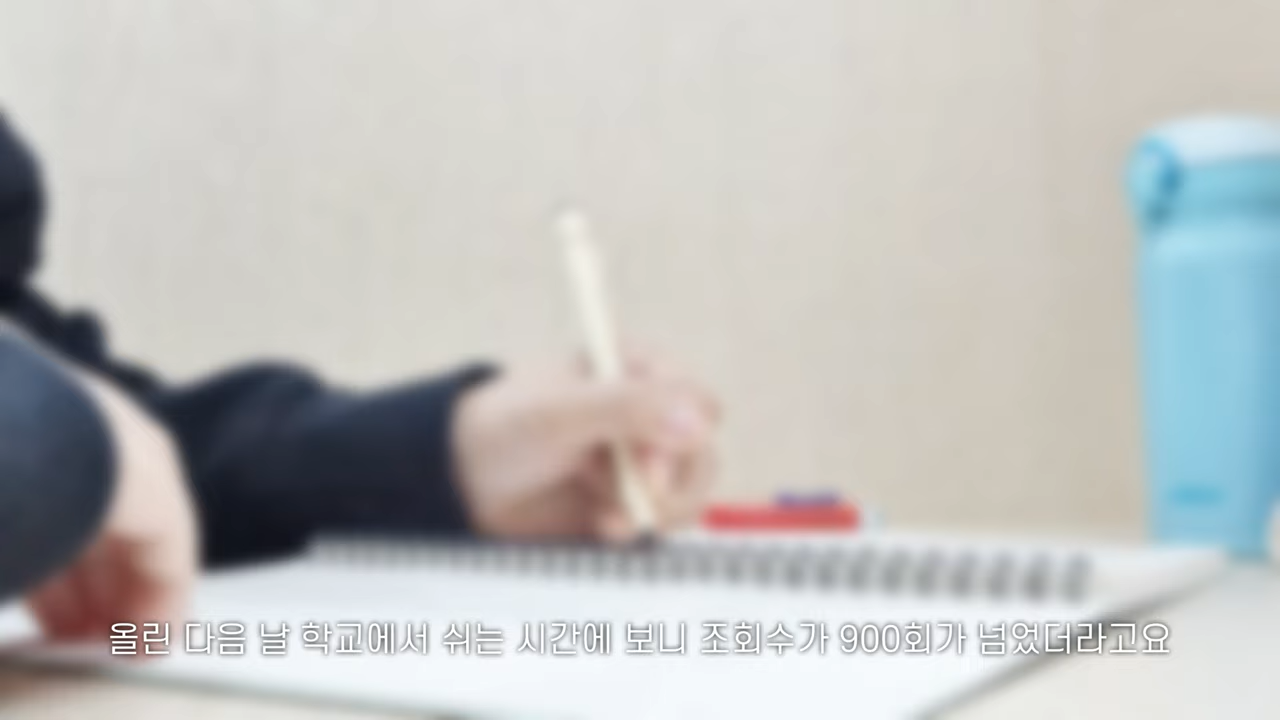 올린 다음 날 학교에서 쉬는 시간에 보니 조회수가 900회가 넘었더라고요